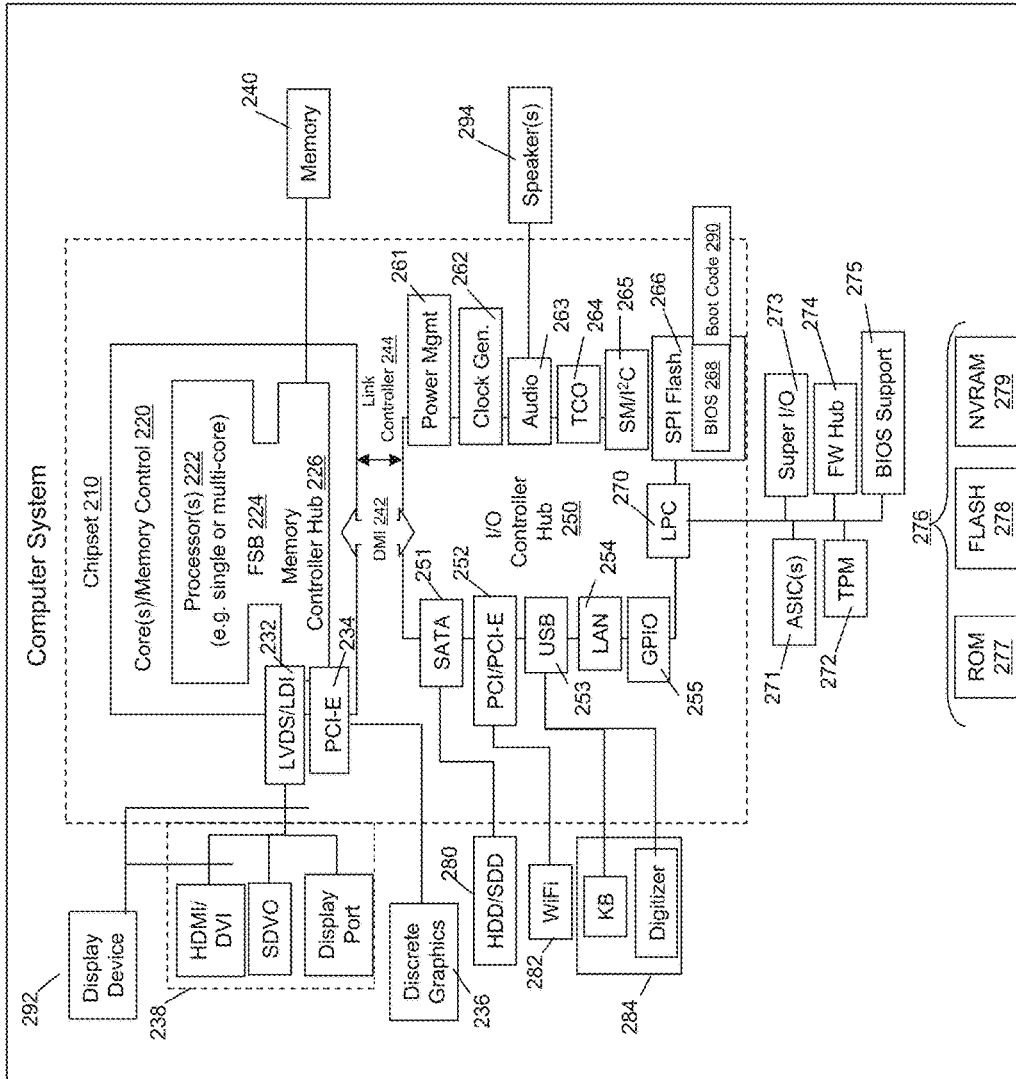 Computer System
Chipset 210
Core(s)/Memory Control 220
Processor(s) 222
(e.g. single or multi-core)
FSB 224
Memory
Controller Hub 226
LVDS/LDI
232
PCI-E
234
240
Memory
292
Display
Device
238
HDMI/
DVI
SDVO
Display
Port
Discrete
Graphics
236
DMI 242
Link
Controller 244
I/O
Controller
Hub
250
251
SATA
252
PCI/PCI-E
USB
253
LAN
254
GPIO
255
280
HDD/SDD
WiFi
282
KB
Digitizer
284
Power Mgmt
261
Clock Gen.
262
Audio
263
TCO
264
SM/I²C
265
SPI Flash
266
BIOS 268
Boot Code 290
294
Speaker(s)
270
LPC
ASIC(s)
271
TPM
272
Super I/O
273
FW Hub
274
BIOS Support
275
276
ROM
277
FLASH
278
NVRAM
279